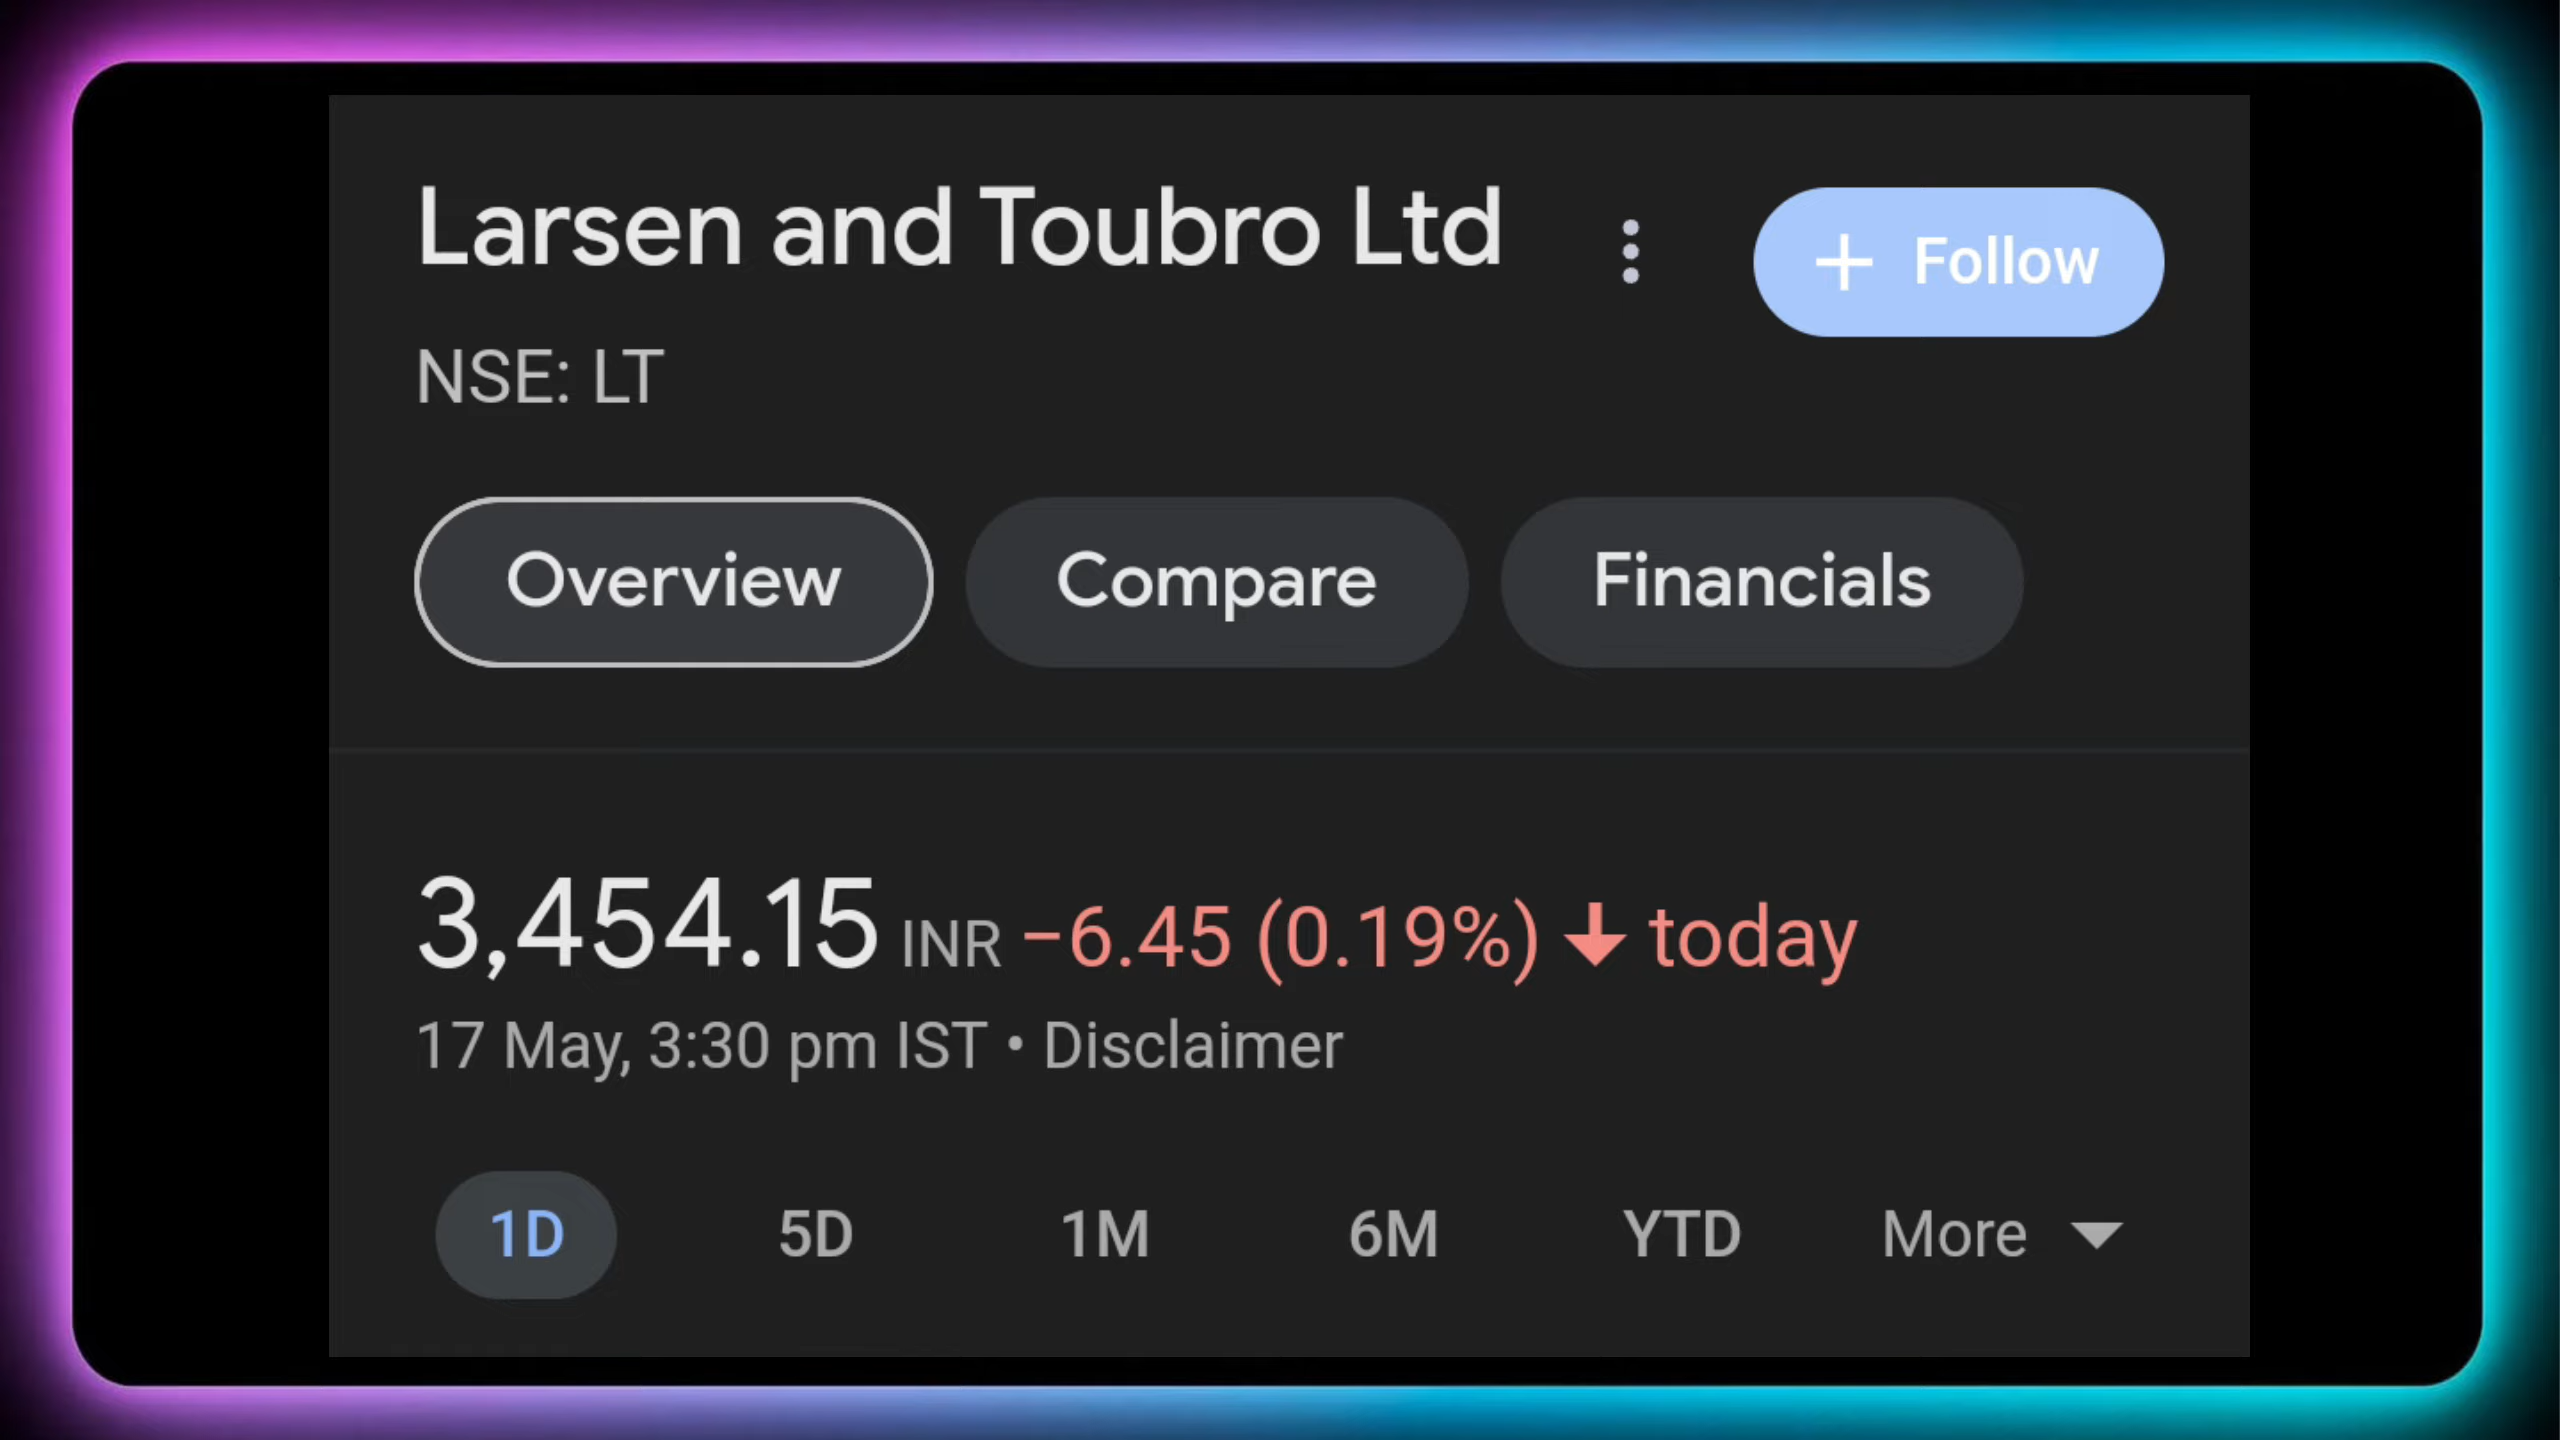 Larsen and Toubro Ltd
+ Follow
NSE: LT
Overview Compare Financials
3,454.15 INR −6.45 (0.19%) ↓ today
17 May, 3:30 pm IST • Disclaimer
1D 5D 1M 6M YTD More